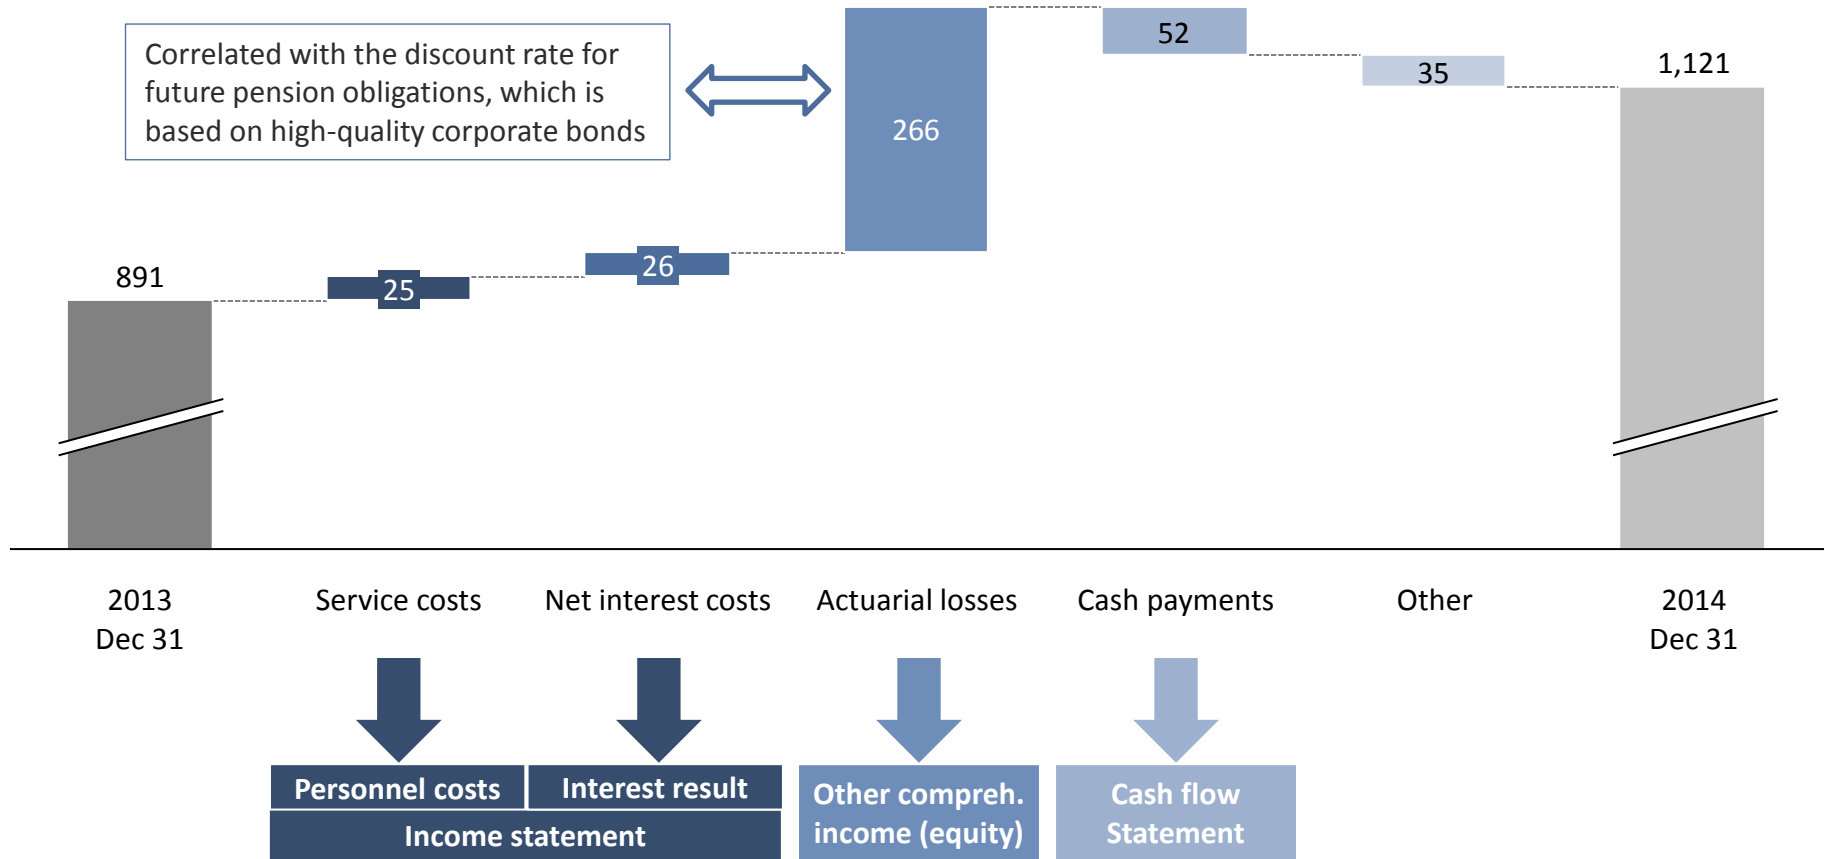 Correlated with the discount rate for
future pension obligations, which is
based on high-quality corporate bonds
891
25
26
266
52
35
1,121
2013
Dec 31
Service costs
Net interest costs
Actuarial losses
Cash payments
Other
2014
Dec 31
Personnel costs
Interest result
Income statement
Other compreh.
income (equity)
Cash flow
Statement